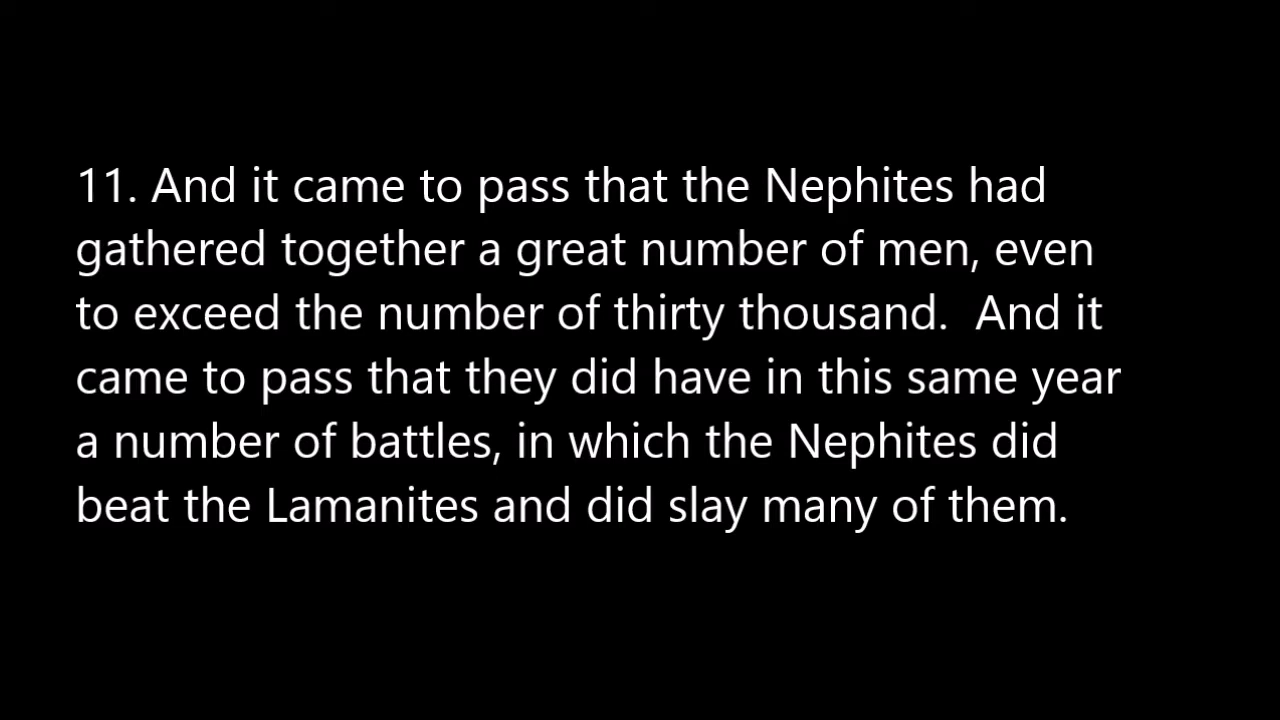 11. And it came to pass that the Nephites had
gathered together a great number of men, even
to exceed the number of thirty thousand.  And it
came to pass that they did have in this same year
a number of battles, in which the Nephites did
beat the Lamanites and did slay many of them.